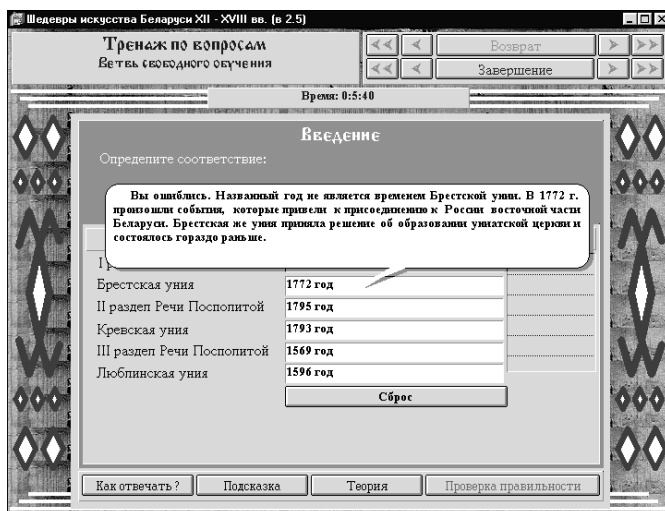 Шедевры искусства Беларуси XII - XVIII вв. (в 2.5)
Тренаж по вопросам
Ветвь свободного обучения
Возврат
Завершение
Время: 0:5:40
Введение
Определите соответствие:
Вы ошиблись. Названный год не является временем Брестской унии. В 1772 г.
произошли события, которые привели к присоединению к России восточной части
Беларуси. Брестская же уния приняла решение об образовании униатской церкви и
состоялось гораздо раньше.
Брестская уния 1772 год
II раздел Речи Посполитой 1795 год
Кревская уния 1793 год
III раздел Речи Посполитой 1569 год
Люблинская уния 1596 год
Сброс
Как отвечать ? Подсказка Теория Проверка правильности